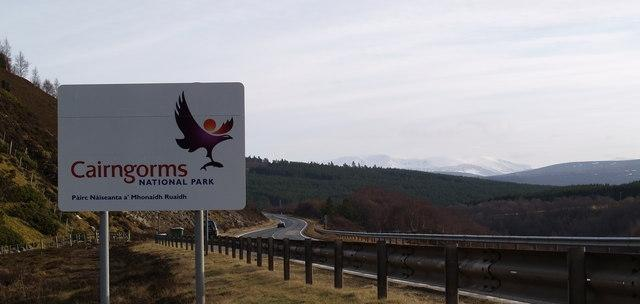 Cairngorms
NATIONAL PARK
Pàirc Nàiseanta a' Mhonaidh Ruaidh